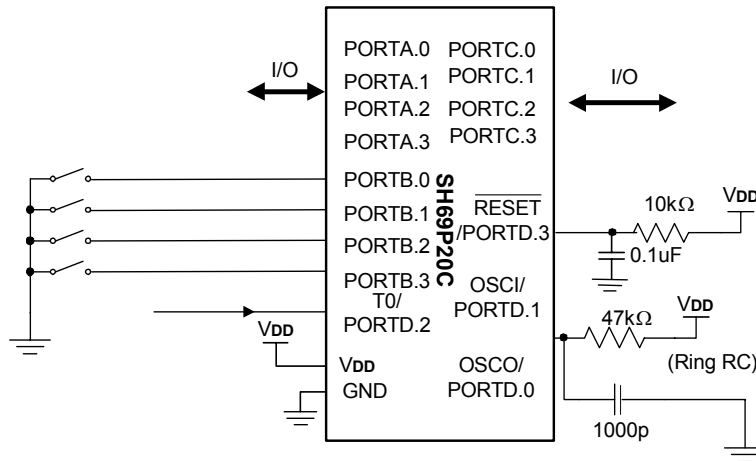 I/O
PORTA.0
PORTA.1
PORTA.2
PORTA.3
PORTB.0
PORTB.1
PORTB.2
PORTB.3
T0/
PORTD.2
VDD
VDD
GND
SH69P20C
PORTC.0
PORTC.1
PORTC.2
PORTC.3
RESET
/PORTD.3
OSCI/
PORTD.1
OSCO/
PORTD.0
I/O
10kΩ
VDD
0.1uF
47kΩ
VDD
(Ring RC)
1000p